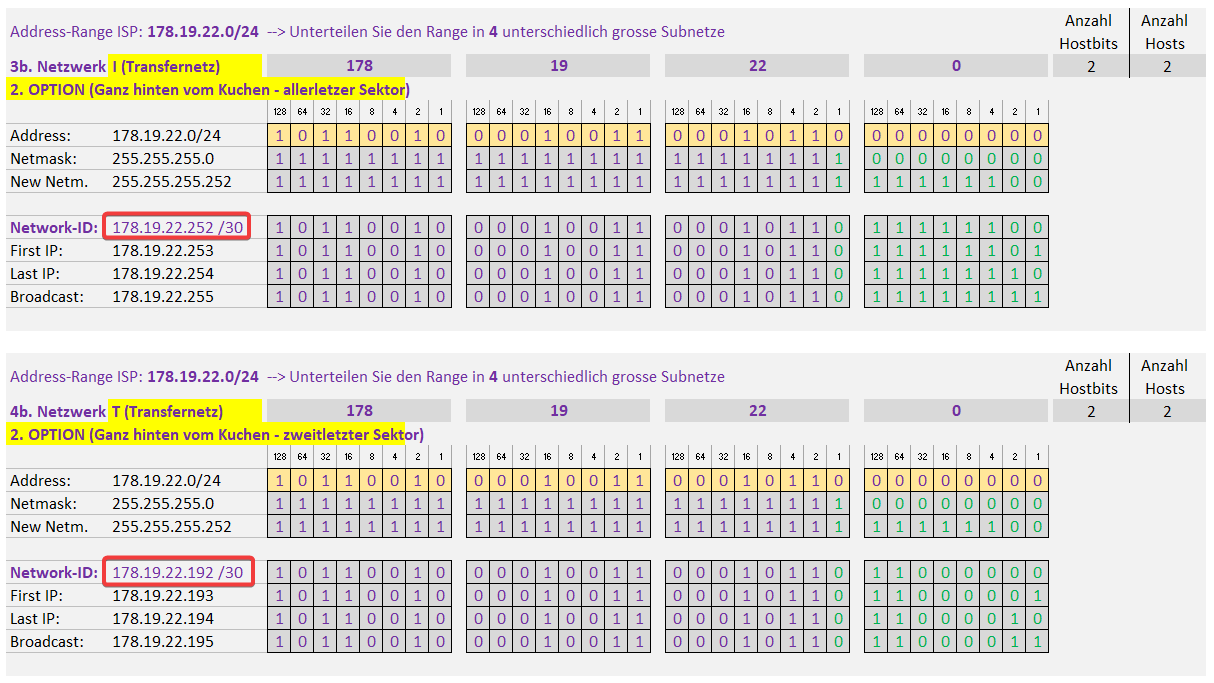 Anzahl Anzahl
Address-Range ISP: 178.19.22.0/24 --> Unterteilen Sie den Range in 4 unterschiedlich grosse Subnetze
Hostbits Hosts
3b. Netzwerk I (Transfernetz) 178 19 22 0 2 2
2. OPTION (Ganz hinten vom Kuchen - allerletzer Sektor)
128 64 32 16 8 4 2 1 128 64 32 16 8 4 2 1 128 64 32 16 8 4 2 1 128 64 32 16 8 4 2 1
Address: 178.19.22.0/24 1 0 1 1 0 0 1 0 0 0 0 1 0 0 1 1 0 0 0 1 0 1 1 0 0 0 0 0 0 0 0 0
Netmask: 255.255.255.0 1 1 1 1 1 1 1 1 1 1 1 1 1 1 1 1 1 1 1 1 1 1 1 1 0 0 0 0 0 0 0 0
New Netm. 255.255.255.252 1 1 1 1 1 1 1 1 1 1 1 1 1 1 1 1 1 1 1 1 1 1 1 1 1 1 1 1 1 1 0 0
Network-ID: 178.19.22.252 /30 1 0 1 1 0 0 1 0 0 0 0 1 0 0 1 1 0 0 0 1 0 1 1 0 1 1 1 1 1 1 0 0
First IP: 178.19.22.253 1 0 1 1 0 0 1 0 0 0 0 1 0 0 1 1 0 0 0 1 0 1 1 0 1 1 1 1 1 1 0 1
Last IP: 178.19.22.254 1 0 1 1 0 0 1 0 0 0 0 1 0 0 1 1 0 0 0 1 0 1 1 0 1 1 1 1 1 1 1 0
Broadcast: 178.19.22.255 1 0 1 1 0 0 1 0 0 0 0 1 0 0 1 1 0 0 0 1 0 1 1 0 1 1 1 1 1 1 1 1
Anzahl Anzahl
Address-Range ISP: 178.19.22.0/24 --> Unterteilen Sie den Range in 4 unterschiedlich grosse Subnetze
Hostbits Hosts
4b. Netzwerk T (Transfernetz) 178 19 22 0 2 2
2. OPTION (Ganz hinten vom Kuchen - zweitletzter Sektor)
128 64 32 16 8 4 2 1 128 64 32 16 8 4 2 1 128 64 32 16 8 4 2 1 128 64 32 16 8 4 2 1
Address: 178.19.22.0/24 1 0 1 1 0 0 1 0 0 0 0 1 0 0 1 1 0 0 0 1 0 1 1 0 0 0 0 0 0 0 0 0
Netmask: 255.255.255.0 1 1 1 1 1 1 1 1 1 1 1 1 1 1 1 1 1 1 1 1 1 1 1 1 0 0 0 0 0 0 0 0
New Netm. 255.255.255.252 1 1 1 1 1 1 1 1 1 1 1 1 1 1 1 1 1 1 1 1 1 1 1 1 1 1 1 1 1 1 0 0
Network-ID: 178.19.22.192 /30 1 0 1 1 0 0 1 0 0 0 0 1 0 0 1 1 0 0 0 1 0 1 1 0 1 1 0 0 0 0 0 0
First IP: 178.19.22.193 1 0 1 1 0 0 1 0 0 0 0 1 0 0 1 1 0 0 0 1 0 1 1 0 1 1 0 0 0 0 0 1
Last IP: 178.19.22.194 1 0 1 1 0 0 1 0 0 0 0 1 0 0 1 1 0 0 0 1 0 1 1 0 1 1 0 0 0 0 1 0
Broadcast: 178.19.22.195 1 0 1 1 0 0 1 0 0 0 0 1 0 0 1 1 0 0 0 1 0 1 1 0 1 1 0 0 0 0 1 1